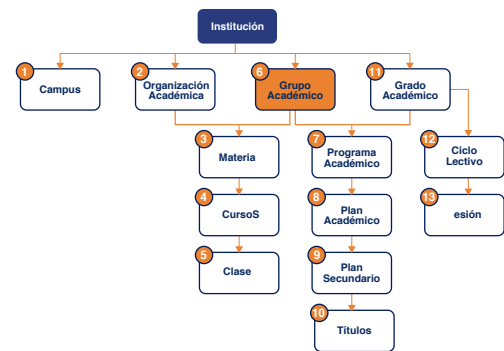 Institución
1
Campus
2
Organización
Académica
6
Grupo
Académico
11
Grado
Académico
3
Materia
7
Programa
Académico
12
Ciclo
Lectivo
4
CursoS
8
Plan
Académico
13
esión
5
Clase
9
Plan
Secundario
10
Títulos